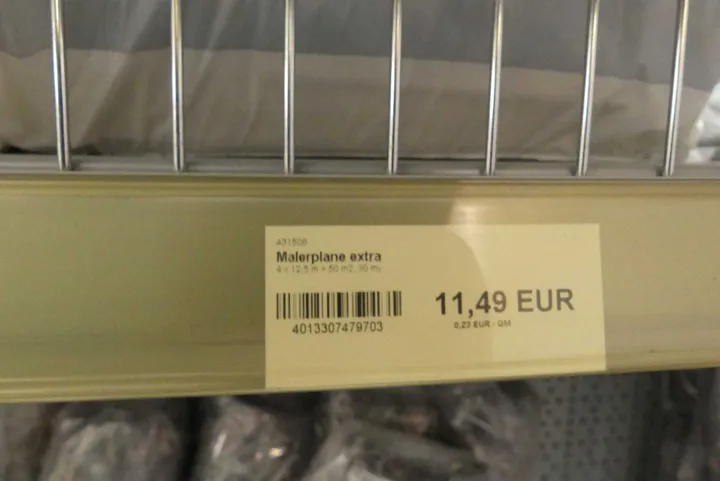 431508
Malerplane extra
4 x 12,5 m = 50 m2, 30 my
4013307479703
11,49 EUR
0,23 EUR - QM